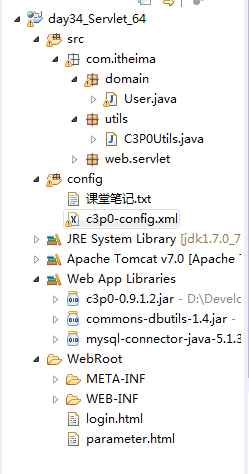 day34_Servlet_64
src
com.itheima
domain
User.java
utils
C3P0Utils.java
web.servlet
config
课堂笔记.txt
c3p0-config.xml
JRE System Library [jdk1.7.0_7
Apache Tomcat v7.0 [Apache
Web App Libraries
c3p0-0.9.1.2.jar - D:\Develo
commons-dbutils-1.4.jar -
mysql-connector-java-5.1.3
WebRoot
META-INF
WEB-INF
login.html
parameter.html